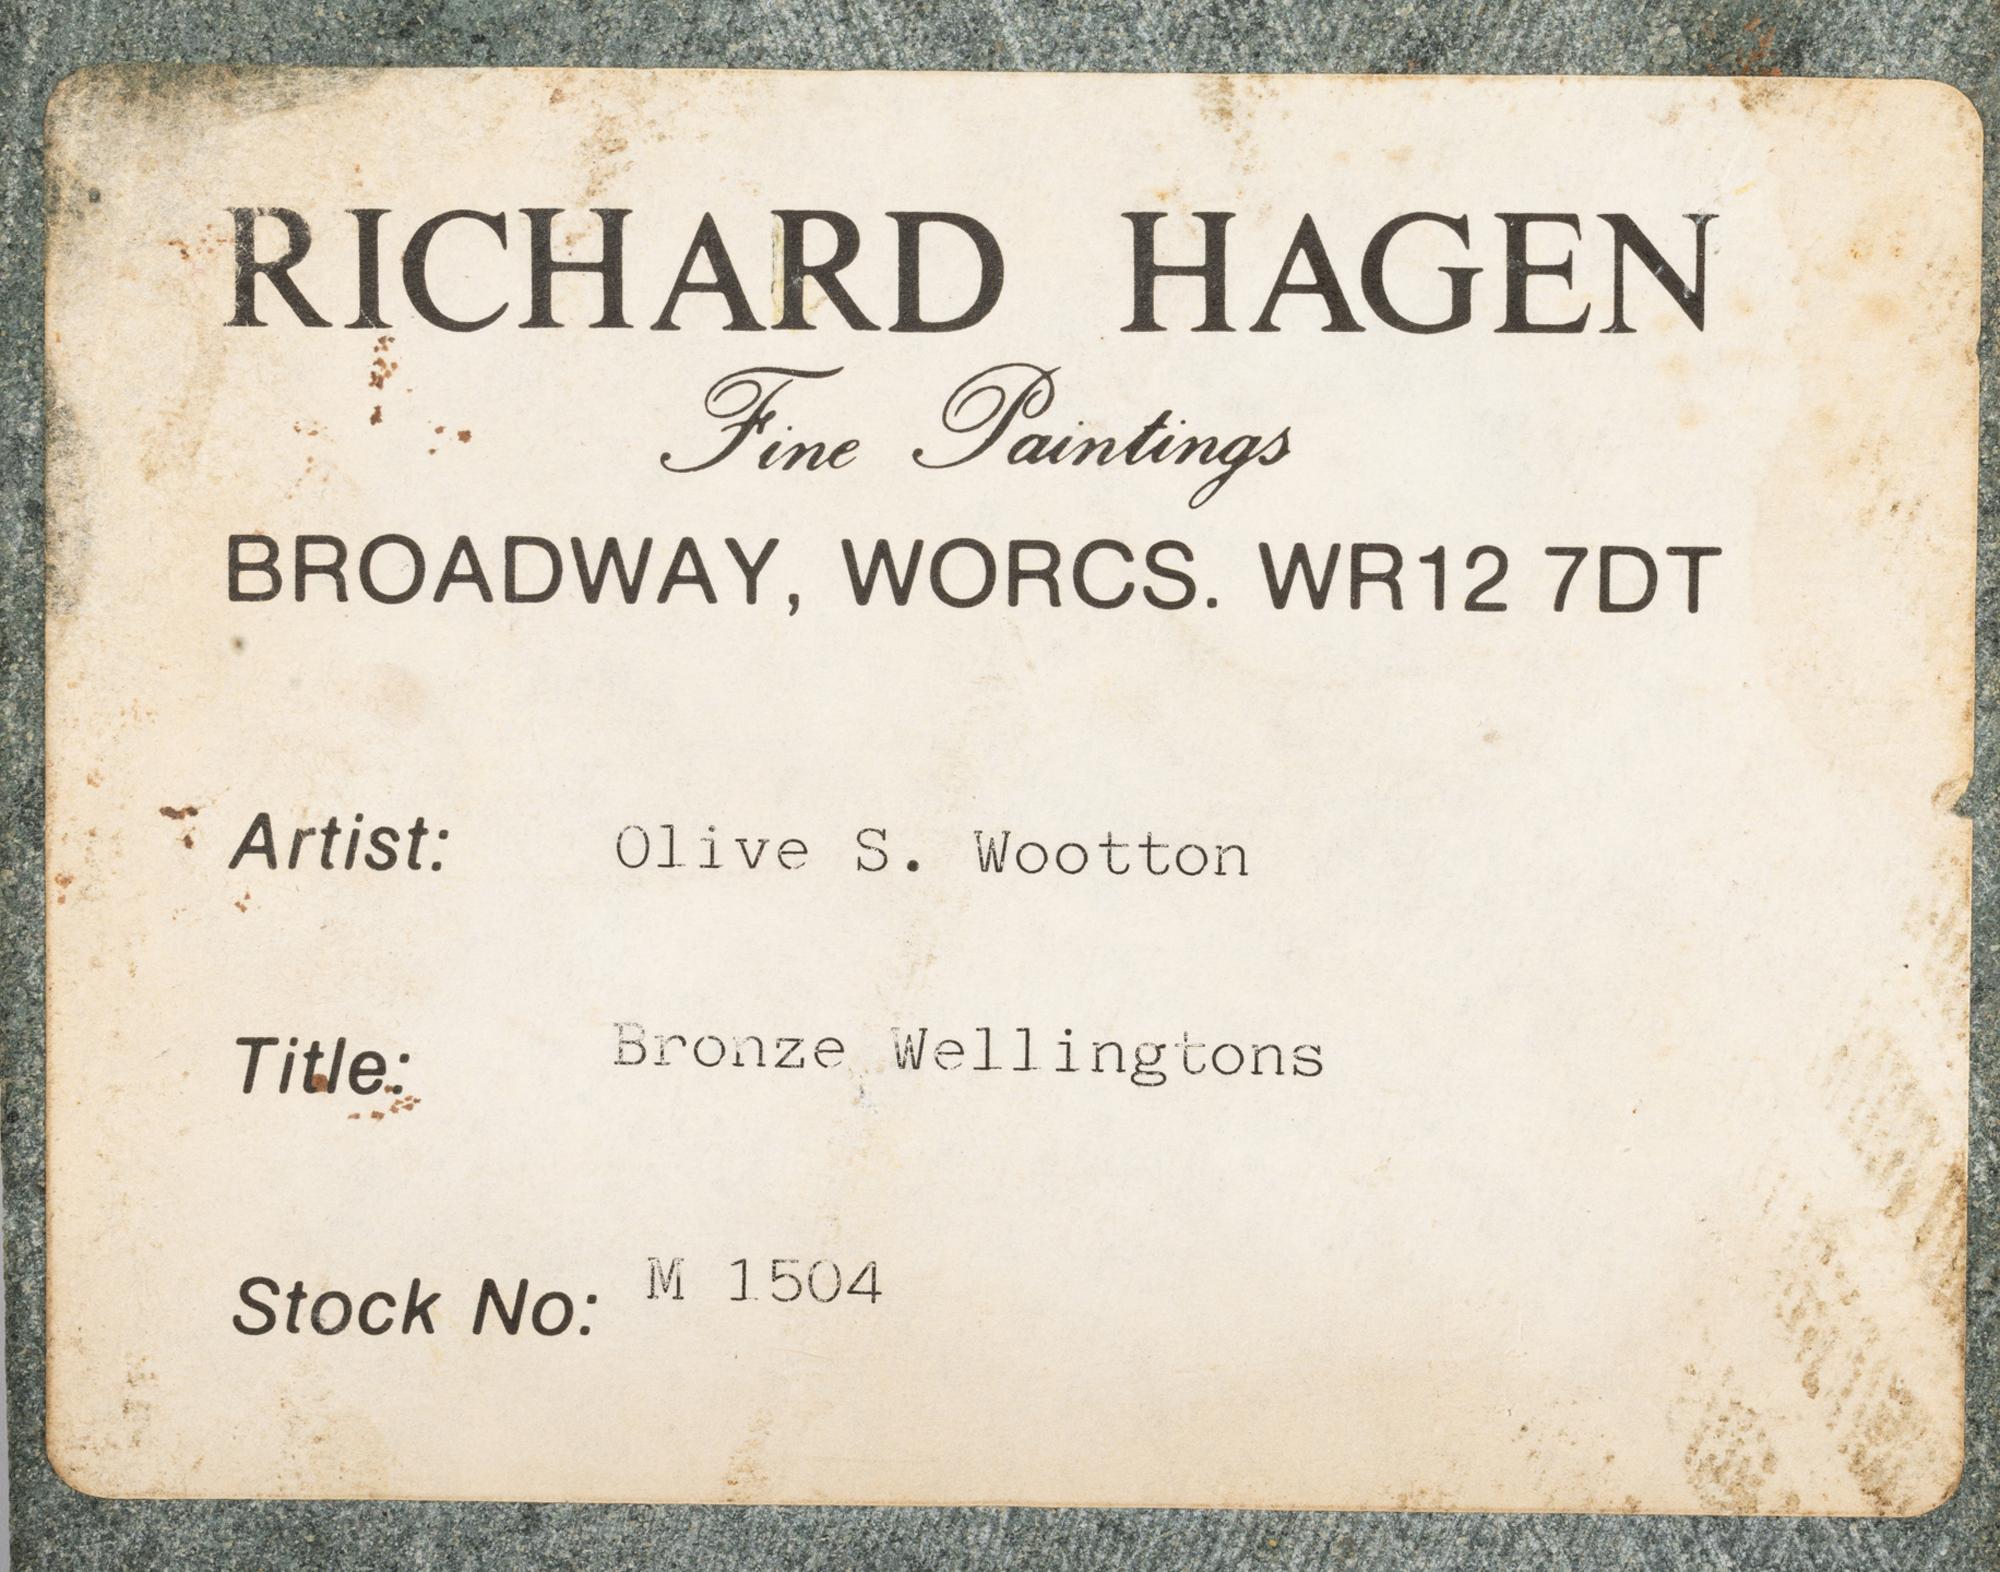 RICHARD HAGEN
Fine Paintings
BROADWAY, WORCS. WR12 7DT
Artist: Olive S. Wootton
Title: Bronze Wellingtons
Stock No: M 1504